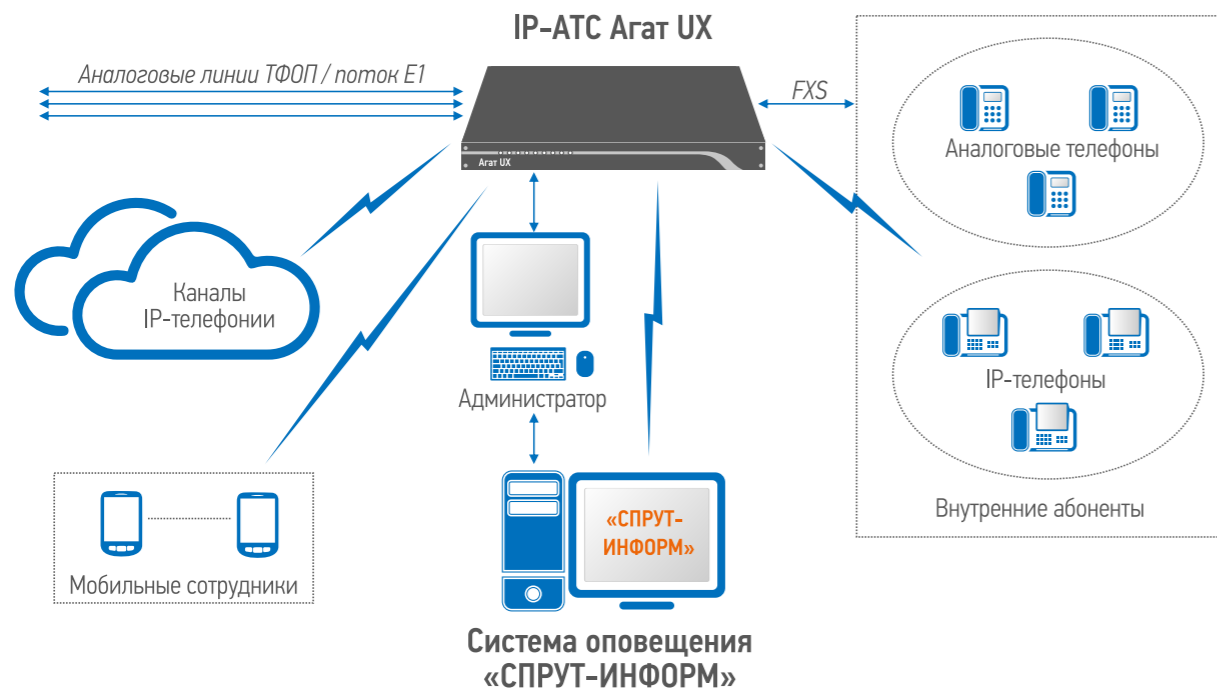 IP-АТС Агат UX
Аналоговые линии ТФОП / поток E1
FXS
Агат UX
Аналоговые телефоны
Каналы
IP-телефонии
IP-телефоны
Администратор
Внутренние абоненты
«СПРУТ-
ИНФОРМ»
Мобильные сотрудники
Система оповещения
«СПРУТ-ИНФОРМ»